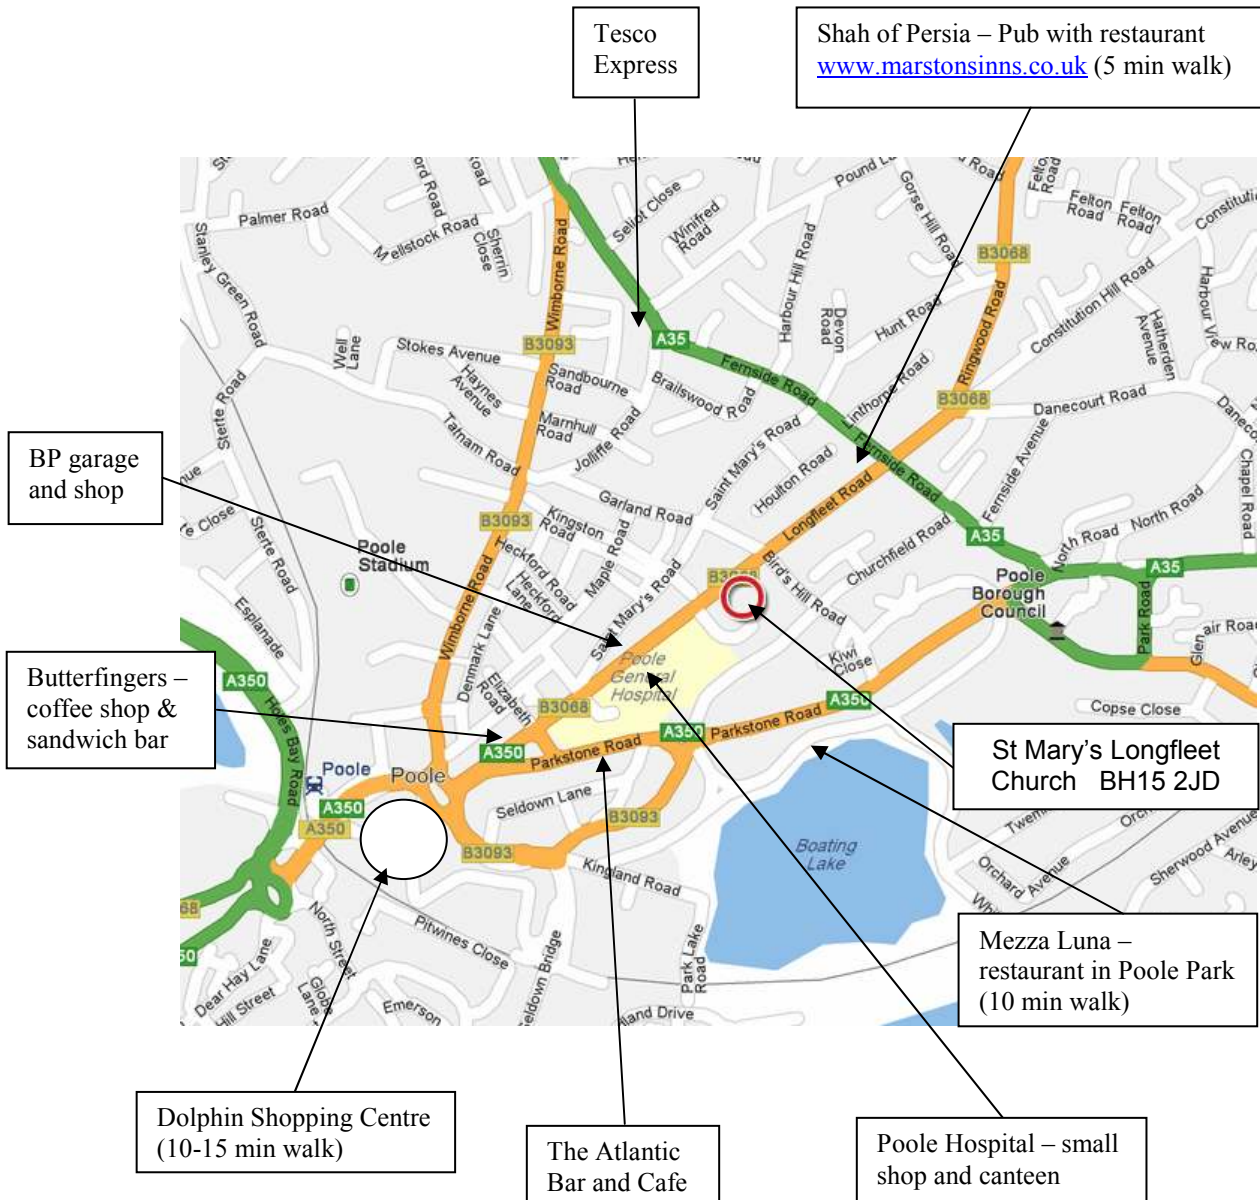 Tesco
Express
Shah of Persia – Pub with restaurant
www.marstonsinns.co.uk (5 min walk)
Palmer Road
Mellstock Road
Sherrin
Close
Stanley Green Road
Wimborne Road
Seliot Close
Winifred
Road
Pound
Gorse Hill Road
Road
Felton
Road
Felton
Road
Felton
Road
B3068
Harbour Hill Road
Devon
Road
Hunt Road
Ringwood Road
Constitution Hill Road
Harbour View
Hatherden
Avenue
Well
Lane
Stokes Avenue
B3093
A35
Haynes
Avenue
Sandbourne
Road
Brailswood Road
Fernside Road
Linthorpe Road
B3068
Danecourt Road
Sterte Road
Tatnam Road
Marnhull
Road
Jolliffe Road
Saint Mary's Road
Houlton Road
Fernside Road
Fernside Avenue
Chapel Road
BP garage
and shop
Garland Road
Longfleet Road
North Road
B3093
Kingston
Road
Close
Sterte Road
Poole
Stadium
Heckford Road
Heckford
Lane
Maple Road
Churchfield Road
A35
North Road
A35
Bird's Hill Road
B3068
Poole
Borough
Council
Park Road
Esplanade
Wimborne Road
Saint Mary's Road
Denmark Lane
Poole
General
Hospital
Kiwi
Close
Glen
air Road
Butterfingers –
coffee shop &
sandwich bar
A350
Elizabeth
Road
B3068
A350
Copse Close
Holes Bay Road
A350
Parkstone Road
A350
Parkstone Road
St Mary's Longfleet
Church BH15 2JD
Poole
Poole
A350
A350
Seldown Lane
B3093
B3093
Kingland Road
Boating
Lake
Orchard
Avenue
Sherwood Avenue
Arley
68
50
North Street
Pitwines Close
Mezza Luna –
restaurant in Poole Park
(10 min walk)
Dear Hay Lane
Hill Street
Globe
Lane
Emerson
Seldown Bridge
Park Lake
Road
land Drive
Dolphin Shopping Centre
(10-15 min walk)
The Atlantic
Bar and Cafe
Poole Hospital – small
shop and canteen